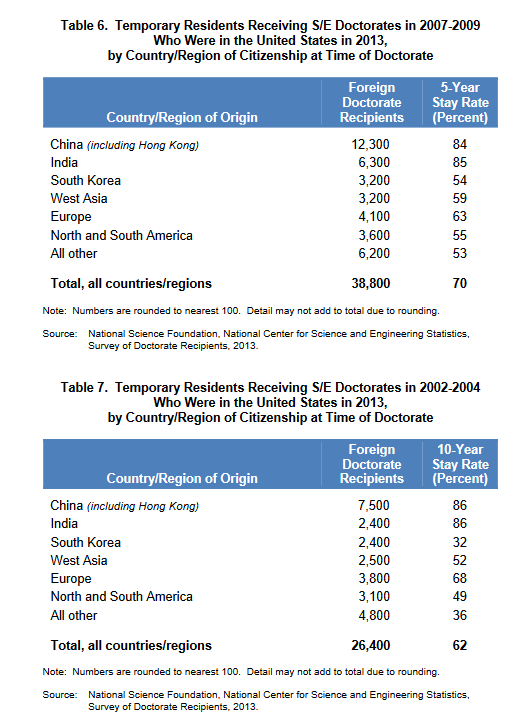 Table 6.  Temporary Residents Receiving S/E Doctorates in 2007-2009
Who Were in the United States in 2013,
by Country/Region of Citizenship at Time of Doctorate
Country/Region of Origin Foreign Doctorate Recipients 5-Year Stay Rate (Percent)
China (including Hong Kong) 12,300 84
India 6,300 85
South Korea 3,200 54
West Asia 3,200 59
Europe 4,100 63
North and South America 3,600 55
All other 6,200 53
Total, all countries/regions 38,800 70
Note:  Numbers are rounded to nearest 100.  Detail may not add to total due to rounding.
Source:  National Science Foundation, National Center for Science and Engineering Statistics,
Survey of Doctorate Recipients, 2013.
Table 7.  Temporary Residents Receiving S/E Doctorates in 2002-2004
Who Were in the United States in 2013,
by Country/Region of Citizenship at Time of Doctorate
Country/Region of Origin Foreign Doctorate Recipients 10-Year Stay Rate (Percent)
China (including Hong Kong) 7,500 86
India 2,400 86
South Korea 2,400 32
West Asia 2,500 52
Europe 3,800 68
North and South America 3,100 49
All other 4,800 36
Total, all countries/regions 26,400 62
Note:  Numbers are rounded to nearest 100.  Detail may not add to total due to rounding.
Source:  National Science Foundation, National Center for Science and Engineering Statistics,
Survey of Doctorate Recipients, 2013.